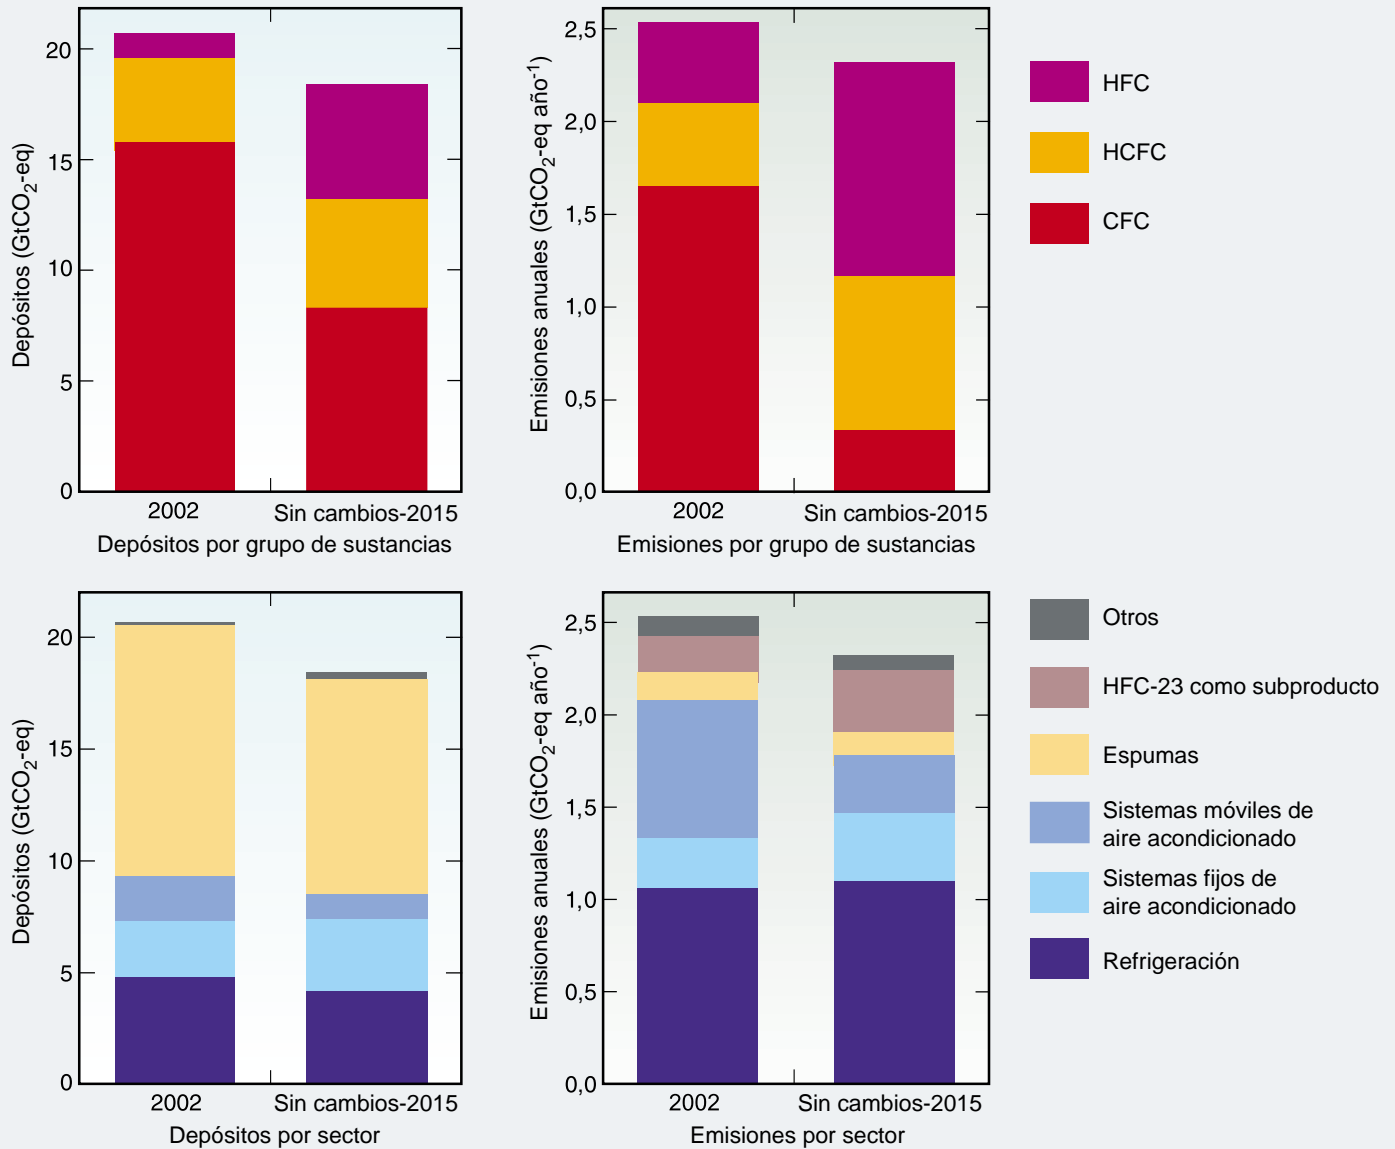 20
15
10
5
0
Depósitos (GtCO2-eq)
2002
Sin cambios-2015
Depósitos por grupo de sustancias
2,5
2,0
1,5
1,0
0,5
0,0
Emisiones anuales (GtCO2-eq año-1)
2002
Sin cambios-2015
Emisiones por grupo de sustancias
HFC
HCFC
CFC
20
15
10
5
0
Depósitos (GtCO2-eq)
2002
Sin cambios-2015
Depósitos por sector
2,5
2,0
1,5
1,0
0,5
0,0
Emisiones anuales (GtCO2-eq año-1)
2002
Sin cambios-2015
Emisiones por sector
Otros
HFC-23 como subproducto
Espumas
Sistemas móviles de
aire acondicionado
Sistemas fijos de
aire acondicionado
Refrigeración